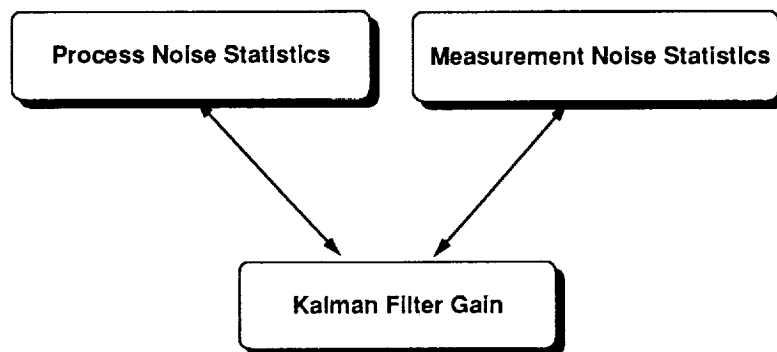 Process Noise Statistics
Measurement Noise Statistics
Kalman Filter Gain